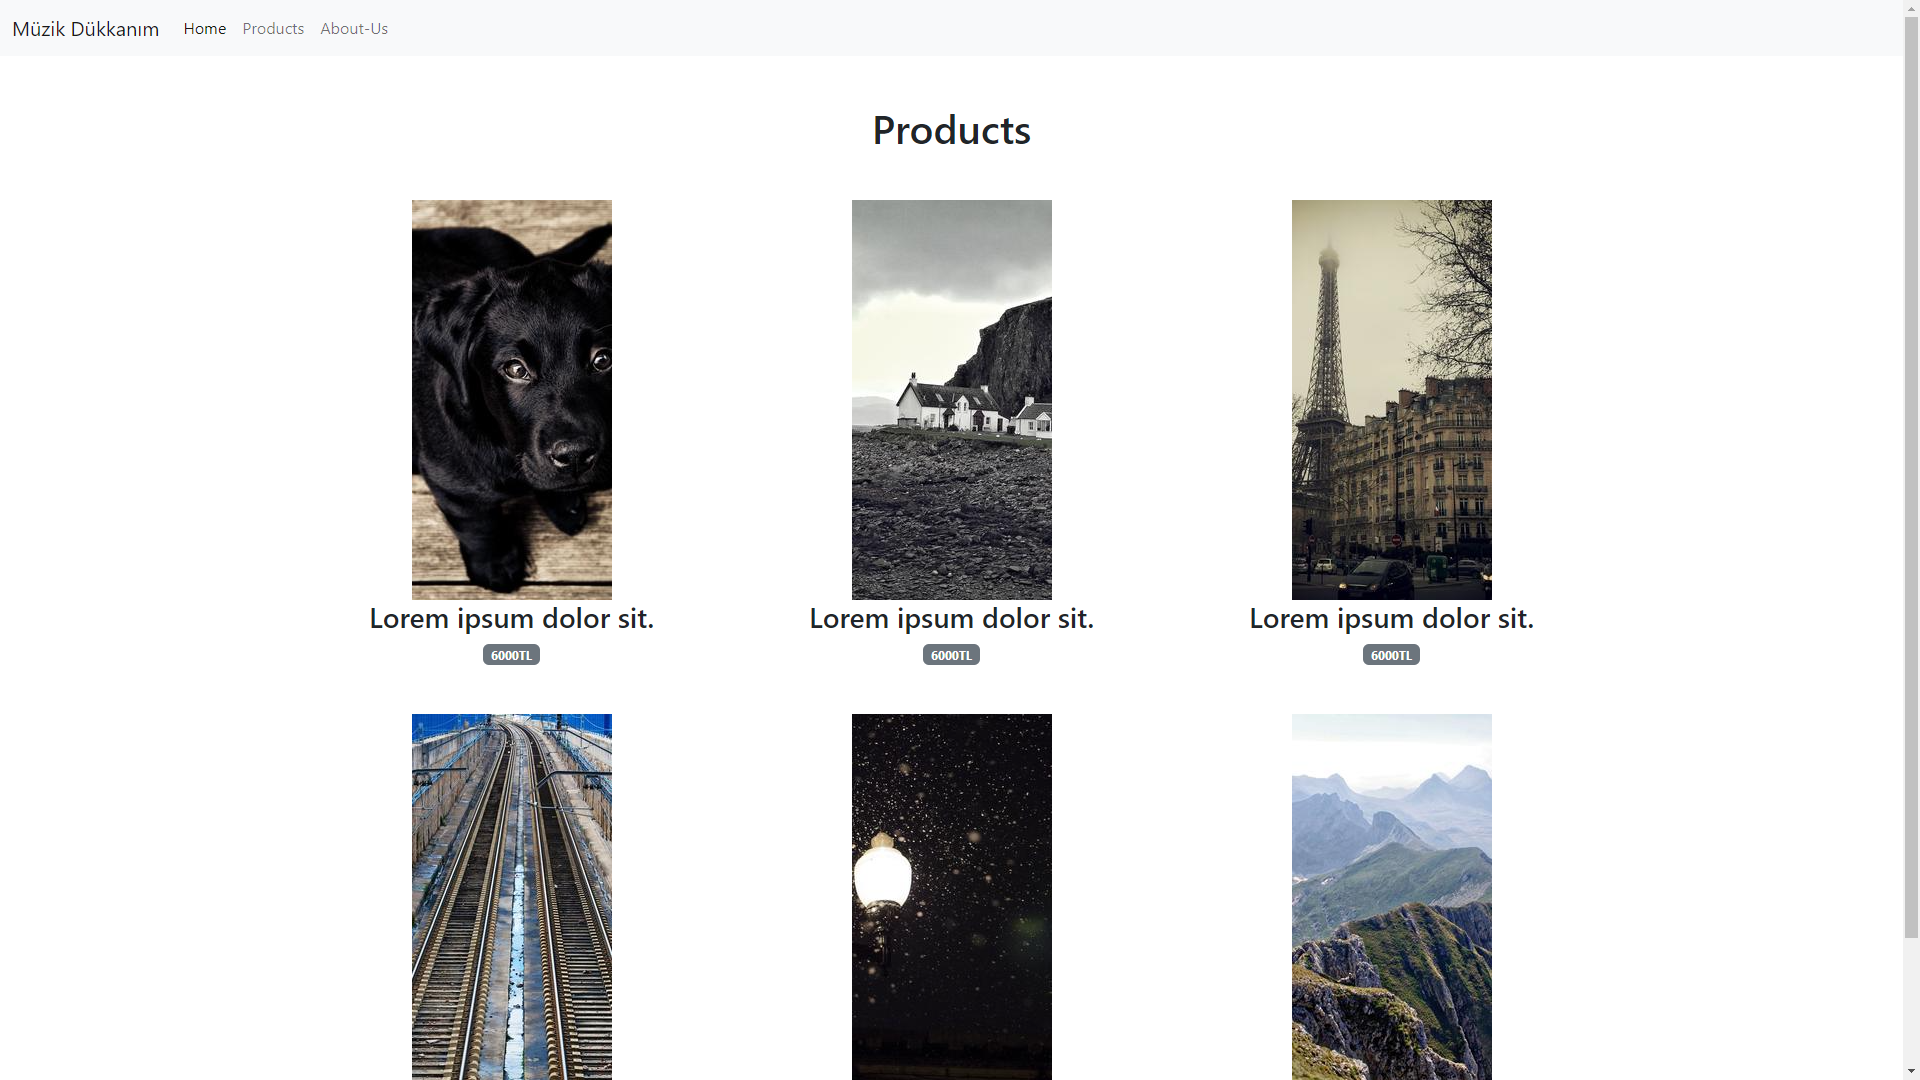 Müzik Dükkanım Home Products About-Us
Products
Lorem ipsum dolor sit. Lorem ipsum dolor sit. Lorem ipsum dolor sit.
6000TL 6000TL 6000TL